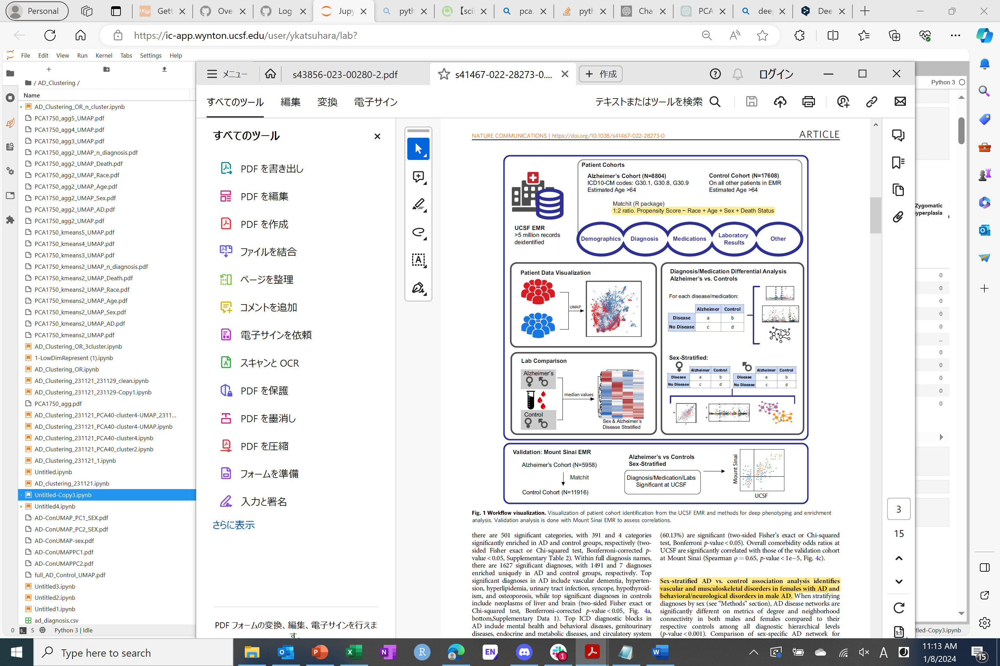 Personal
Gett
Ove
Log
Jupy
pyth
【scil
pca.
pyth
Cha
PCA
dee
Dee
https://ic-app.wynton.ucsf.edu/user/ykatsuhara/lab?
File Edit View Run Kernel Tabs Settings Help
/ AD_Clustering /
Name
AD_Clustering_OR_n_cluster.ipynb
PCA1750_agg5_UMAP.pdf
PCA1750_agg4_UMAP.pdf
PCA1750_agg3_UMAP.pdf
PCA1750_agg2_UMAP_n_diagnosis.pdf
PCA1750_agg2_UMAP_Death.pdf
PCA1750_agg2_UMAP_Race.pdf
PCA1750_agg2_UMAP_Age.pdf
PCA1750_agg2_UMAP_Sex.pdf
PCA1750_agg2_UMAP_AD.pdf
PCA1750_agg2_UMAP.pdf
PCA1750_kmeans5_UMAP.pdf
PCA1750_kmeans4_UMAP.pdf
PCA1750_kmeans3_UMAP.pdf
PCA1750_kmeans2_UMAP_n_diagnosis.pdf
PCA1750_kmeans2_UMAP_Death.pdf
PCA1750_kmeans2_UMAP_Race.pdf
PCA1750_kmeans2_UMAP_Age.pdf
PCA1750_kmeans2_UMAP_Sex.pdf
PCA1750_kmeans2_UMAP_AD.pdf
PCA1750_kmeans2_UMAP.pdf
AD_Clustering_OR_3cluster.ipynb
1-LowDimRepresent (1).ipynb
AD_Clustering_OR.ipynb
AD_Clustering_231121_231129_clean.ipynb
AD_Clustering_231121_231129-Copy1.ipynb
PCA1750_agg.pdf
AD_Clustering_231121_PCA40-cluster4-UMAP_2311...
AD_Clustering_231121_PCA40-cluster4-UMAP.ipynb
AD_Clustering_231121_PCA40-cluster4.ipynb
AD_Clustering_231121_PCA40_cluster2.ipynb
AD_Clustering_231121_1.ipynb
Untitled.ipynb
AD_clustering_231121.ipynb
Untitled-Copy3.ipynb
Untitled4.ipynb
AD-ConUMAP_PC1_SEX.pdf
AD-ConUMAP_PC2_SEX.pdf
AD-ConUMAP-sex.pdf
AD-ConUMAPPC1.pdf
AD-ConUMAPPC2.pdf
full_AD_Control_UMAP.pdf
Untitled3.ipynb
Untitled2.ipynb
Untitled1.ipynb
ad_diagnosis.csv
0 5 Python 3 | Idle
メニュー
s43856-023-00280-2.pdf
s41467-022-28273-0....
作成
ログイン
すべてのツール 編集 変換 電子サイン
テキストまたはツールを検索
すべてのツール
PDF を書き出し
PDF を編集
PDF を作成
ファイルを結合
ページを整理
コメントを追加
電子サインを依頼
スキャンと OCR
PDF を保護
PDF を墨消し
PDF を圧縮
フォームを準備
入力と署名
さらに表示
PDF フォームの変換、編集、電子サインを行えま
す。
NATURE COMMUNICATIONS | https://doi.org/10.1038/s41467-022-28273-0
ARTICLE
Patient Cohorts
Alzheimer's Cohort (N=8804)
ICD10-CM codes: G30.1, G30.8, G30.9
Estimated Age >64
Control Cohort (N=17608)
On all other patients in EMR
Estimated Age >64
Matchit (R package)
1:2 ratio. Propensity Score ~ Race + Age + Sex + Death Status
UCSF EMR
>5 million records
deidentified
Demographics
Diagnosis
Medications
Laboratory
Results
Other
Patient Data Visualization
UMAP
Diagnosis/Medication Differential Analysis
Alzheimer's vs. Controls
For each disease/medication:
Alzheimer Control
Disease a b
No Disease c d
Lab Comparison
Alzheimer's
median values
Control
Sex & Alzheimer's
Disease Stratified
Sex-Stratified:
Alzheimer Control
Disease a b
No Disease c d
Alzheimer Control
Disease a b
No Disease c d
M
F
F
M
F
M
Validation: Mount Sinai EMR
Alzheimer's Cohort (N=5958)
Matchit
Control Cohort (N=11916)
Alzheimer's vs Controls
Sex-Stratified
Diagnosis/Medication/Labs
Significant at UCSF
Mount Sinai
UCSF
Fig. 1 Workflow visualization. Visualization of patient cohort identification from the UCSF EMR and methods for deep phenotyping and enrichment
analysis. Validation analysis is done with Mount Sinai EMR to assess correlations.
there are 501 significant categories, with 391 and 4 categories
significantly enriched in AD and control groups, respectively (two-
sided Fisher exact or Chi-squared test, Bonferroni-corrected p-
value < 0.05, Supplementary Table 2). Within full diagnosis names,
there are 1627 significant diagnoses, with 1491 and 7 diagnoses
enriched uniquely in AD and control groups, respectively. Top
significant diagnoses in AD include vascular dementia, hyperten-
sion, hyperlipidemia, urinary tract infection, syncope, hypothyroid-
ism, and osteoporosis, while top significant diagnoses in controls
include neoplasms of liver and brain (two-sided Fisher exact or
Chi-squared test, Bonferroni-corrected p-value < 0.05, Fig. 4a,
bottom,Supplementary Data 1). Top ICD diagnostic blocks in
AD include mental health and behavioral diseases, genitourinary
diseases, endocrine and metabolic diseases, and circulatory system
(60.13%) are significant (two-sided Fisher's exact or Chi-squared
test, Bonferroni p-value < 0.05). Overall comorbidity odds ratios at
UCSF are significantly correlated with those of the validation cohort
at Mount Sinai (Spearman ρ = 0.65, p-value < 1e−5, Fig. 4c).
Sex-stratified AD vs. control association analysis identifies
vascular and musculoskeletal disorders in females with AD and
behavioral/neurological disorders in male AD. When stratifying
diagnoses by sex (see “Methods” section), AD disease networks are
significantly different on metrics of degree and neighborhood
connectivity in both males and females compared to their
respective controls among all diagnostic hierarchical levels
(p-value < 0.001). Comparison of sex-specific AD network for
3
15
1:1
Python 3
Zygomatic
yperplasia
0
0
0
0
0
...
0
0
0
0
0
tled-Copy3.ipynb
Type here to search
EN
1
A
11:13 AM
1/8/2024
15